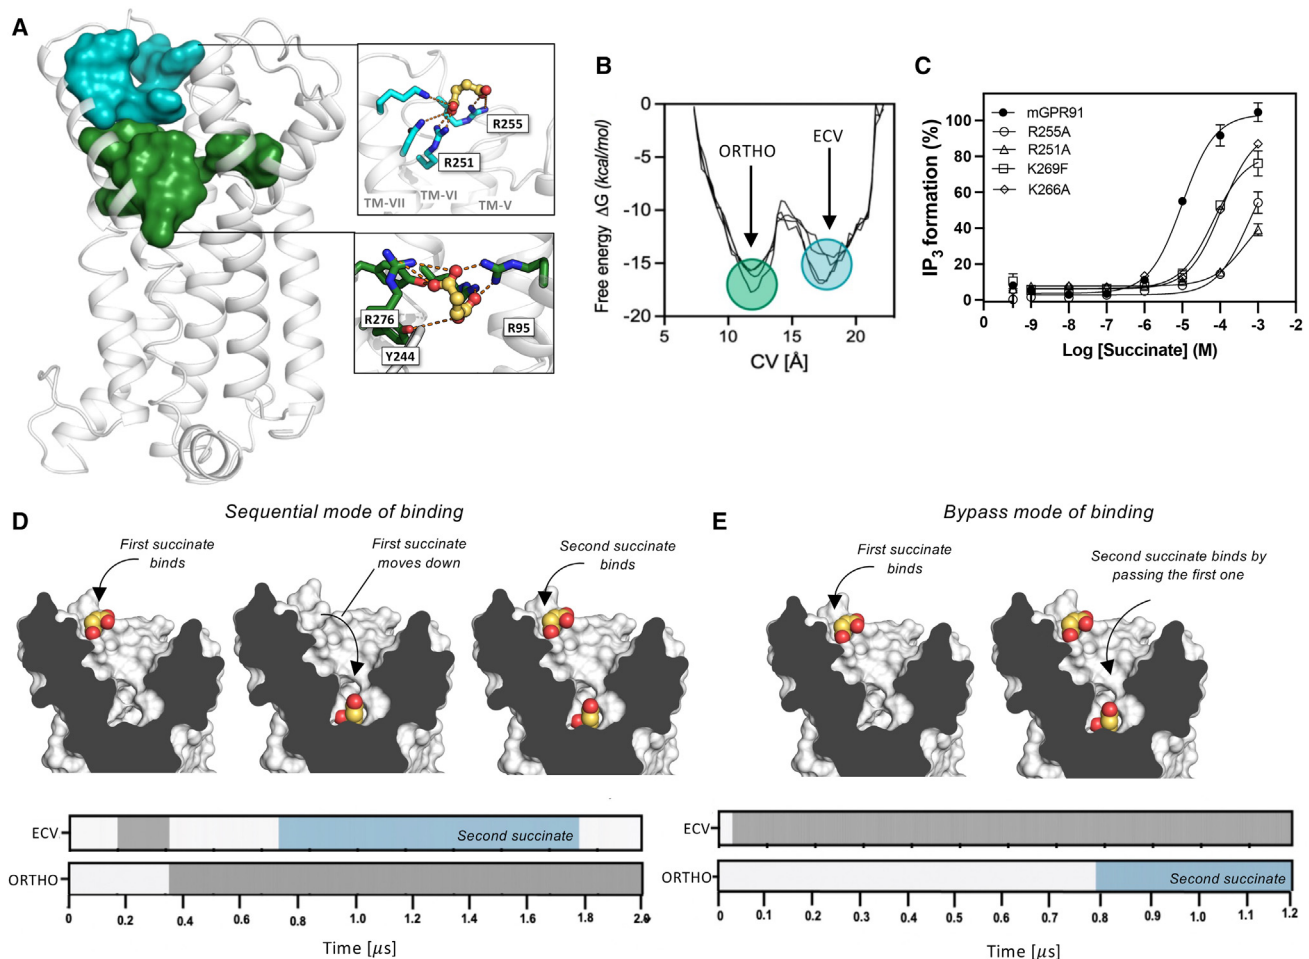 A
R255
R251
TM-VII
TM-VI
TM-V
R276
Y244
R95
B
Free energy ΔG (kcal/mol)
0
-5
-10
-15
-20
ORTHO
ECV
5
10
15
20
CV [Å]
C
IP3 formation (%)
100
80
60
40
20
0
mGPR91
R255A
R251A
K269F
K266A
0
-9
-8
-7
-6
-5
-4
-3
-2
Log [Succinate] (M)
D
Sequential mode of binding
First succinate
binds
First succinate
moves down
Second succinate
binds
ECV
Second succinate
ORTHO
0
0.2
0.4
0.6
0.8
1.0
1.2
1.4
1.6
1.8
2.0
Time [μs]
E
Bypass mode of binding
First succinate
binds
Second succinate binds by
passing the first one
ECV
ORTHO
Second succinate
0
0.1
0.2
0.3
0.4
0.5
0.6
0.7
0.8
0.9
1.0
1.1
1.2
Time [μs]